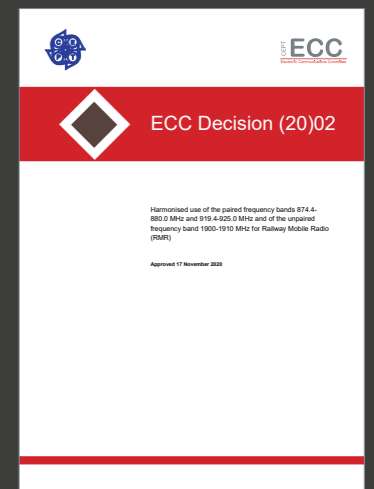 C E
P T
CEPT
ECC
Electronic Communications Committee
ECC Decision (20)02
Harmonised use of the paired frequency bands 874.4-
880.0 MHz and 919.4-925.0 MHz and of the unpaired
frequency band 1900-1910 MHz for Railway Mobile Radio
(RMR)
Approved 17 November 2020